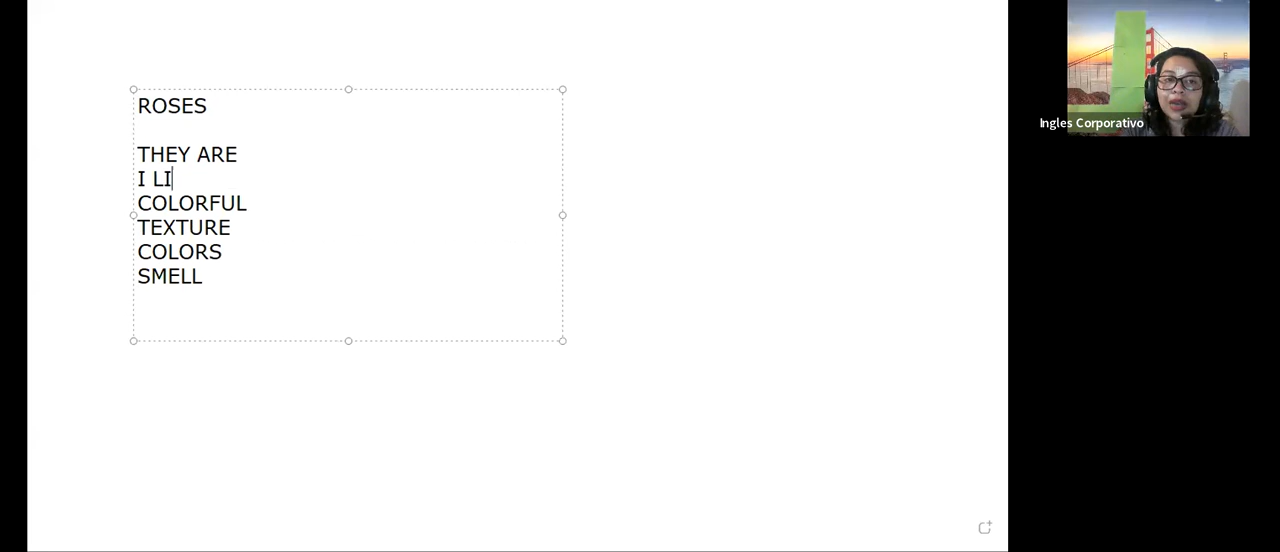 ROSES
THEY ARE
I LI
COLORFUL
TEXTURE
COLORS
SMELL
Ingles Corporativo